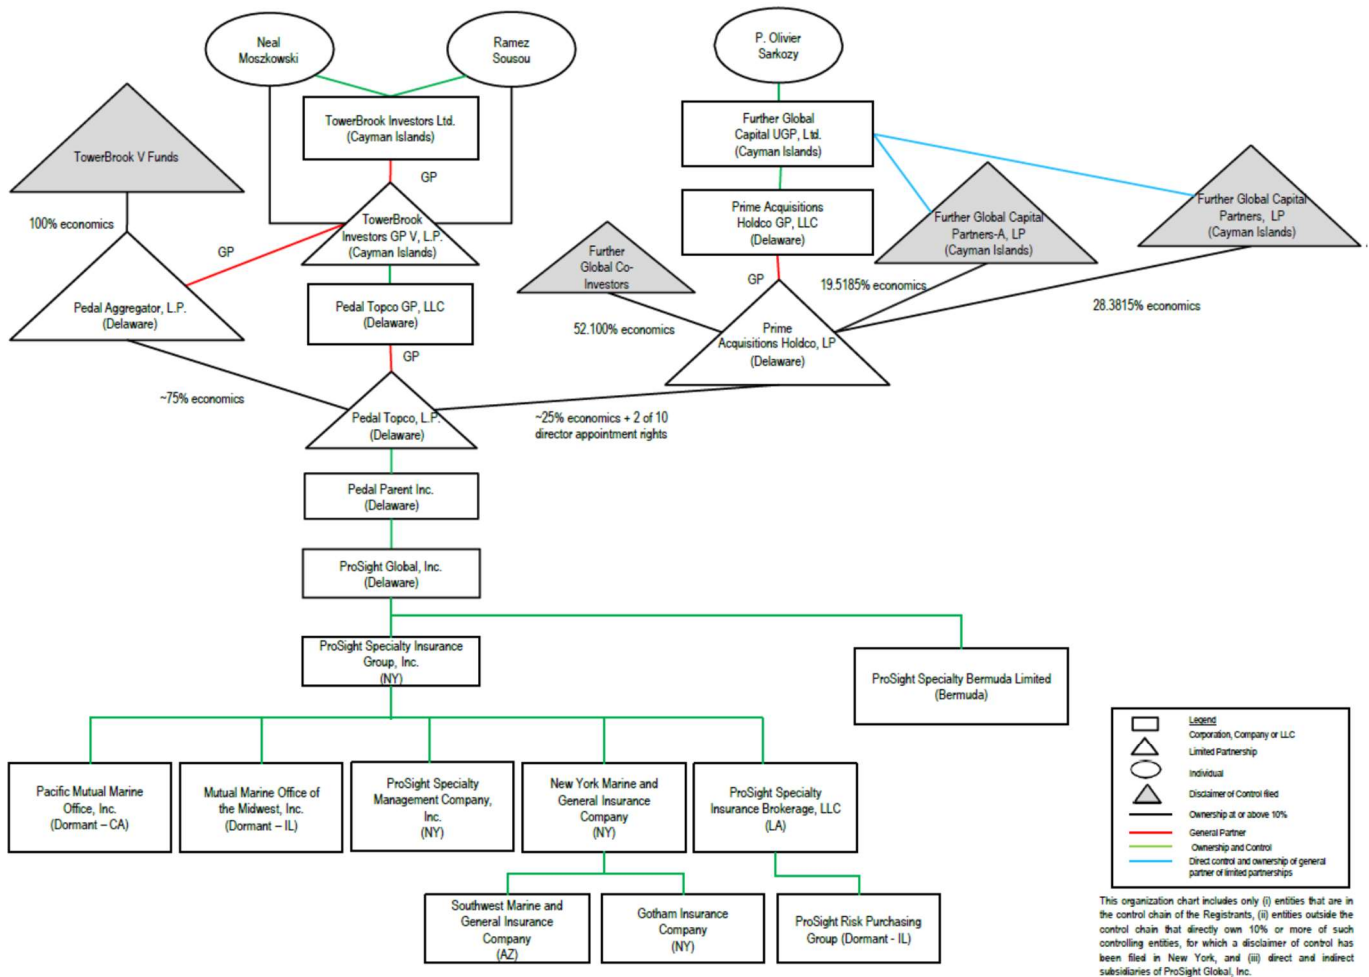 Neal
Moszkowski
Ramez
Sousou
P. Olivier
Sarkozy
TowerBrook V Funds
TowerBrook Investors Ltd.
(Cayman Islands)
Further Global
Capital UGP, Ltd.
(Cayman Islands)
GP
100% economics
GP
TowerBrook
Investors GP V, L.P.
(Cayman Islands)
Further
Global Co-
Investors
Prime Acquisitions
Holdco GP, LLC
(Delaware)
Further Global Capital
Partners-A, LP
(Cayman Islands)
Further Global Capital
Partners, LP
(Cayman Islands)
GP
19.5185% economics
28.3815% economics
Pedal Aggregator, L.P.
(Delaware)
Pedal Topco GP, LLC
(Delaware)
52.100% economics
Prime
Acquisitions Holdco, LP
(Delaware)
GP
~75% economics
Pedal Topco, L.P.
(Delaware)
~25% economics + 2 of 10
director appointment rights
Pedal Parent Inc.
(Delaware)
ProSight Global, Inc.
(Delaware)
ProSight Specialty Insurance
Group, Inc.
(NY)
ProSight Specialty Bermuda Limited
(Bermuda)
Pacific Mutual Marine
Office, Inc.
(Dormant – CA)
Mutual Marine Office of
the Midwest, Inc.
(Dormant – IL)
ProSight Specialty
Management Company,
Inc.
(NY)
New York Marine and
General Insurance
Company
(NY)
ProSight Specialty
Insurance Brokerage, LLC
(LA)
Southwest Marine and
General Insurance
Company
(AZ)
Gotham Insurance
Company
(NY)
ProSight Risk Purchasing
Group (Dormant - IL)
Legend
Corporation, Company or LLC
Limited Partnership
Individual
Disclaimer of Control filed
Ownership at or above 10%
General Partner
Ownership and Control
Direct control and ownership of general
partner of limited partnerships
This organization chart includes only (i) entities that are in
the control chain of the Registrants, (ii) entities outside the
control chain that directly own 10% or more of such
controlling entities, for which a disclaimer of control has
been filed in New York, and (iii) direct and indirect
subsidiaries of ProSight Global, Inc.